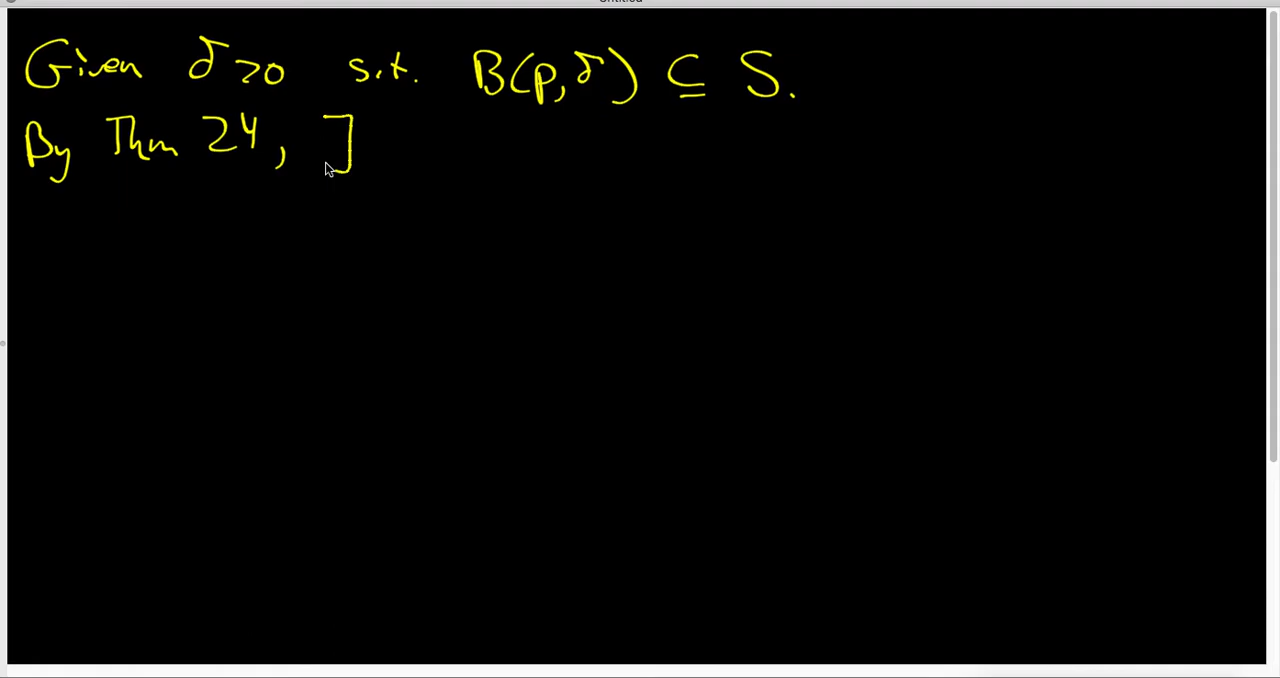 Given δ>0 s.t. B(p,δ) ⊆ S.
By Thm 24, ]